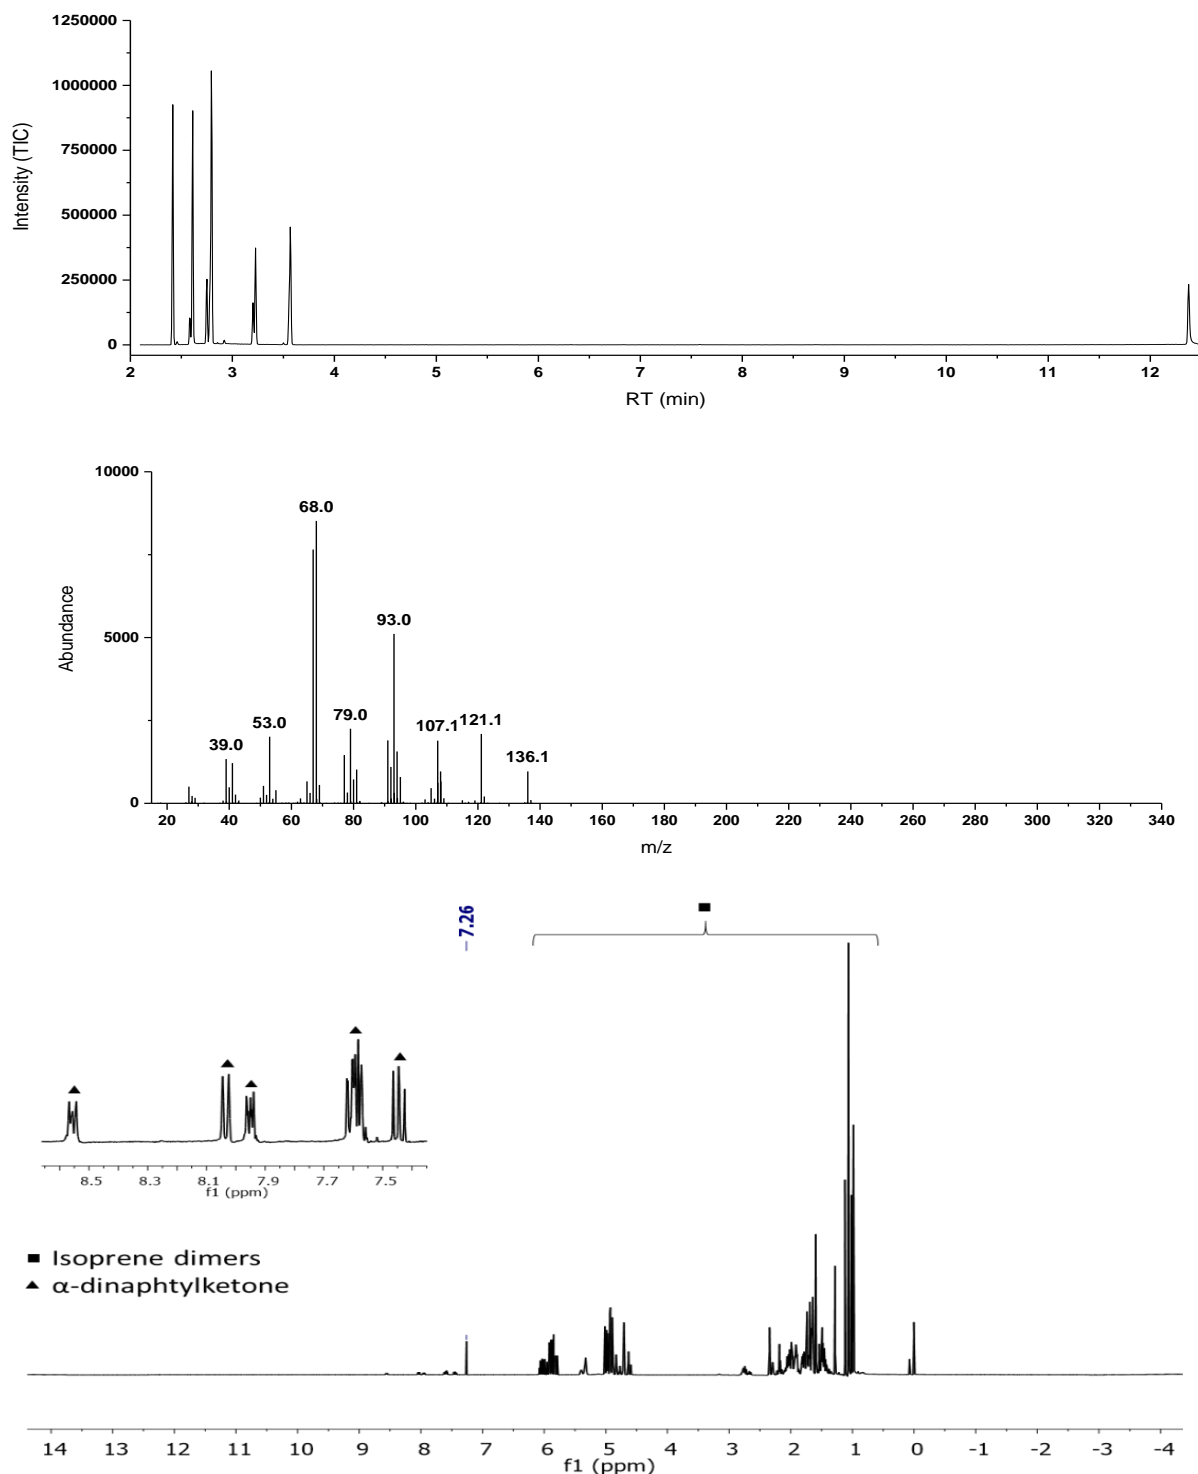 1250000
1000000
750000
500000
250000
0
Intensity (TIC)
2 3 4 5 6 7 8 9 10 11 12
RT (min)
10000
5000
0
Abundance
68.0
93.0
79.0
53.0
39.0
107.1
121.1
136.1
20 40 60 80 100 120 140 160 180 200 220 240 260 280 300 320 340
m/z
7.26
8.5 8.3 8.1 7.9 7.7 7.5
f1 (ppm)
Isoprene dimers
α-dinaphtylketone
14 13 12 11 10 9 8 7 6 5 4 3 2 1 0 -1 -2 -3 -4
f1 (ppm)